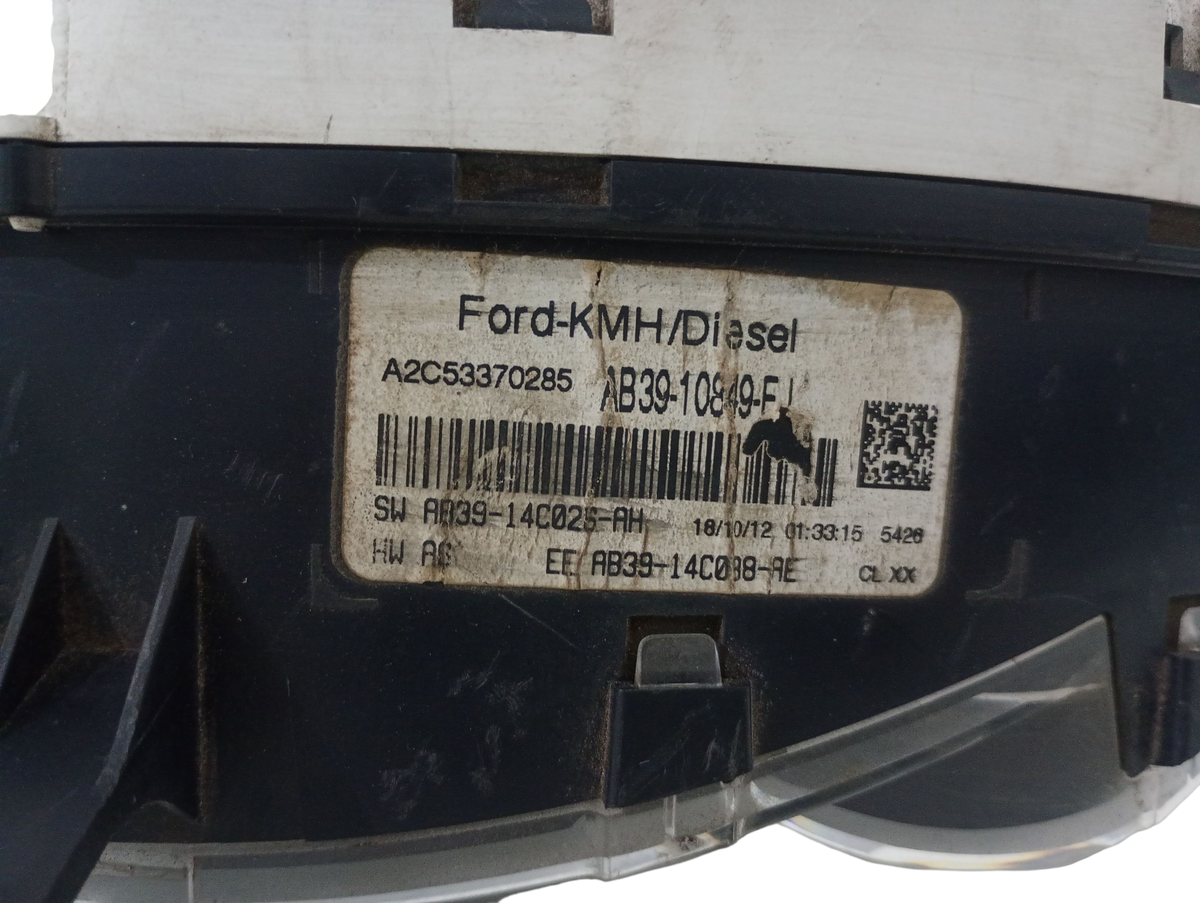 Ford-KMH/Diesel
A2C53370285 AB39-10849-FJ
SW AB39-14C026-AH 18/10/12 01:33:15 5426
HW AG EE AB39-14C088-AE CL XX